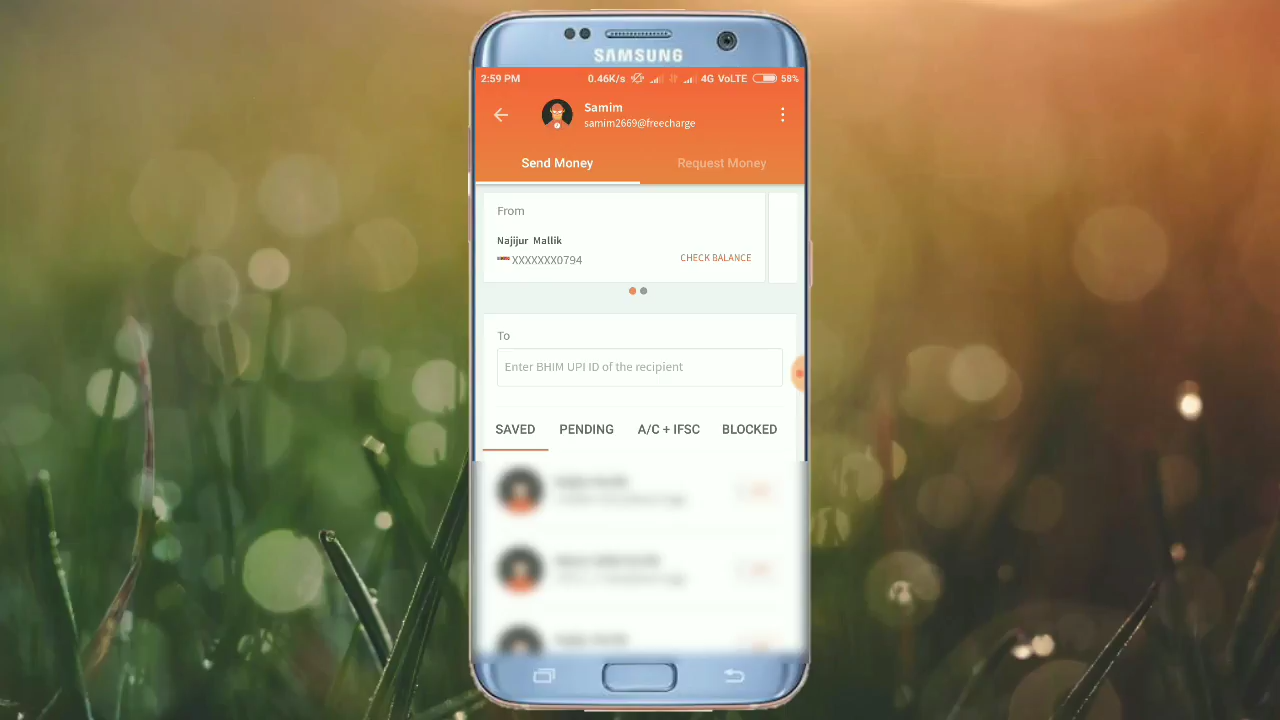 SAMSUNG
2:59 PM 0.46K/s 4G VoLTE 58%
Samim
samim2669@freecharge
Send Money Request Money
From
Najijur Mallik
XXXXXXX0794 CHECK BALANCE
To
Enter BHIM UPI ID of the recipient
SAVED PENDING A/C + IFSC BLOCKED